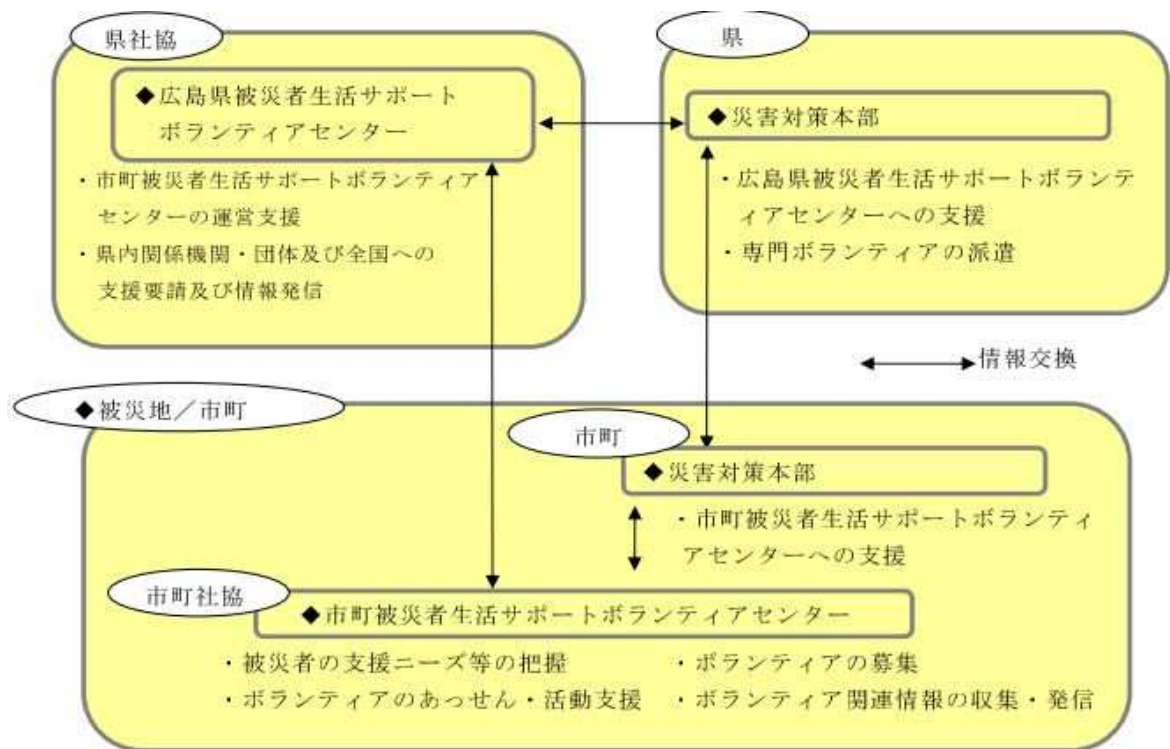 県社協
◆広島県被災者生活サポート
ボランティアセンター
・市町被災者生活サポートボランティア
センターの運営支援
・県内関係機関・団体及び全国への
支援要請及び情報発信
県
◆災害対策本部
・広島県被災者生活サポートボランテ
ィアセンターへの支援
・専門ボランティアの派遣
情報交換
◆被災地／市町
市町
◆災害対策本部
・市町被災者生活サポートボランティ
アセンターへの支援
市町社協
◆市町被災者生活サポートボランティアセンター
・被災者の支援ニーズ等の把握
・ボランティアのあっせん・活動支援
・ボランティアの募集
・ボランティア関連情報の収集・発信